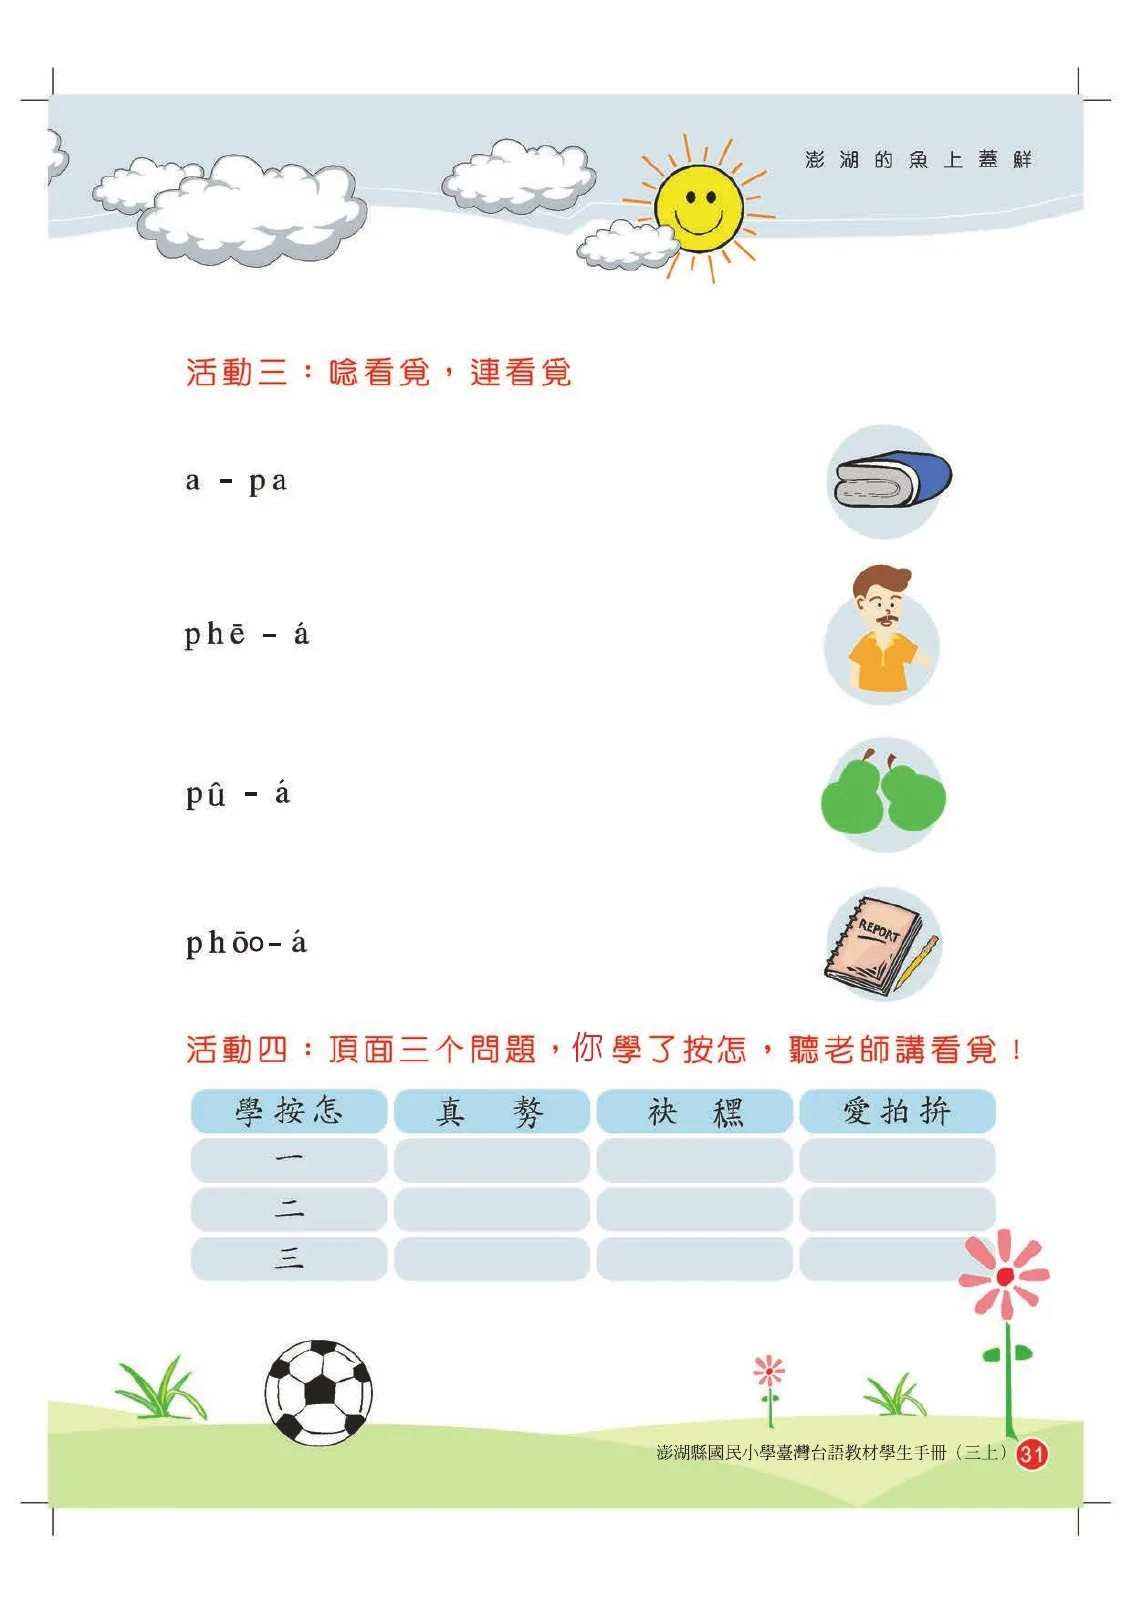 澎湖的魚上蓋鮮
活動三：唸看覓，連看覓
a - pa
phē - á
pû - á
phōo - á
REPORT
活動四：頂面三个問題，你學了按怎，聽老師講看覓！
學按怎 真 勢 袂 䆀 愛拍拚
一
二
三
澎湖縣國民小學臺灣台語教材學生手冊（三上） 31